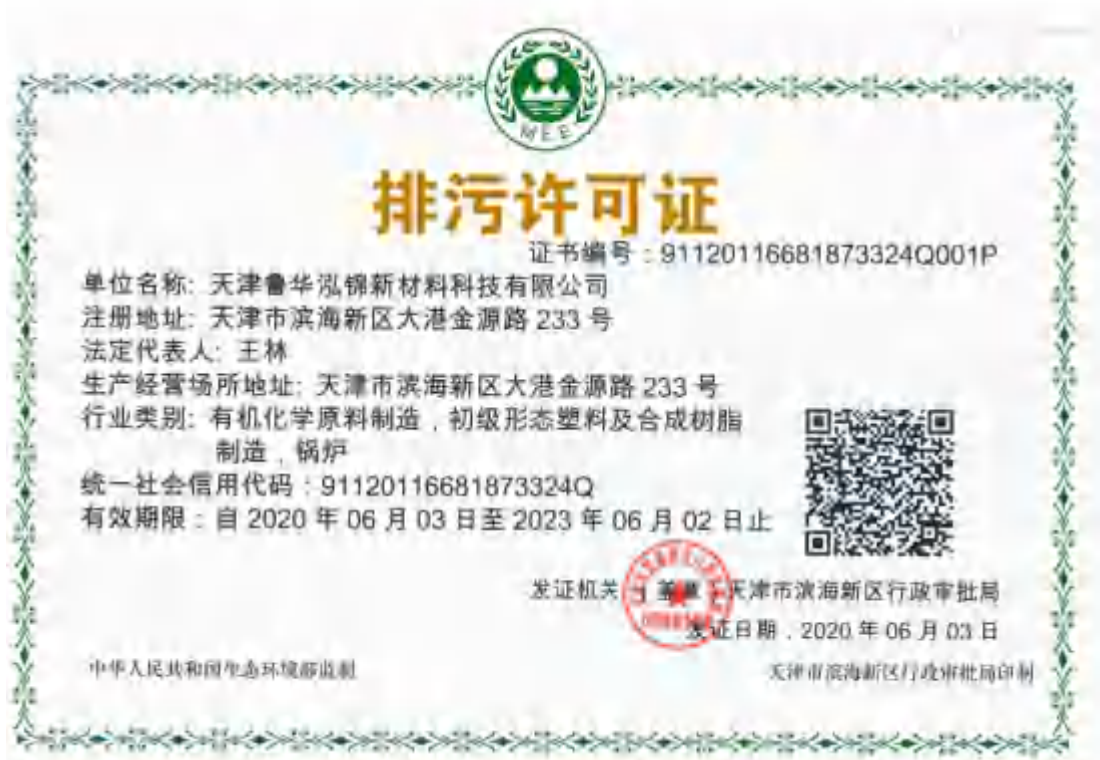 MEE
排污许可证
证书编号：91120116681873324Q001P
单位名称: 天津鲁华泓锦新材料科技有限公司
注册地址: 天津市滨海新区大港金源路 233 号
法定代表人: 王林
生产经营场所地址: 天津市滨海新区大港金源路 233 号
行业类别: 有机化学原料制造，初级形态塑料及合成树脂
制造，锅炉
统一社会信用代码：91120116681873324Q
有效期限：自 2020 年 06 月 03 日至 2023 年 06 月 02 日止
发证机关：（盖章）天津市滨海新区行政审批局
发证日期：2020 年 06 月 03 日
中华人民共和国生态环境部监制
天津市滨海新区行政审批局印制